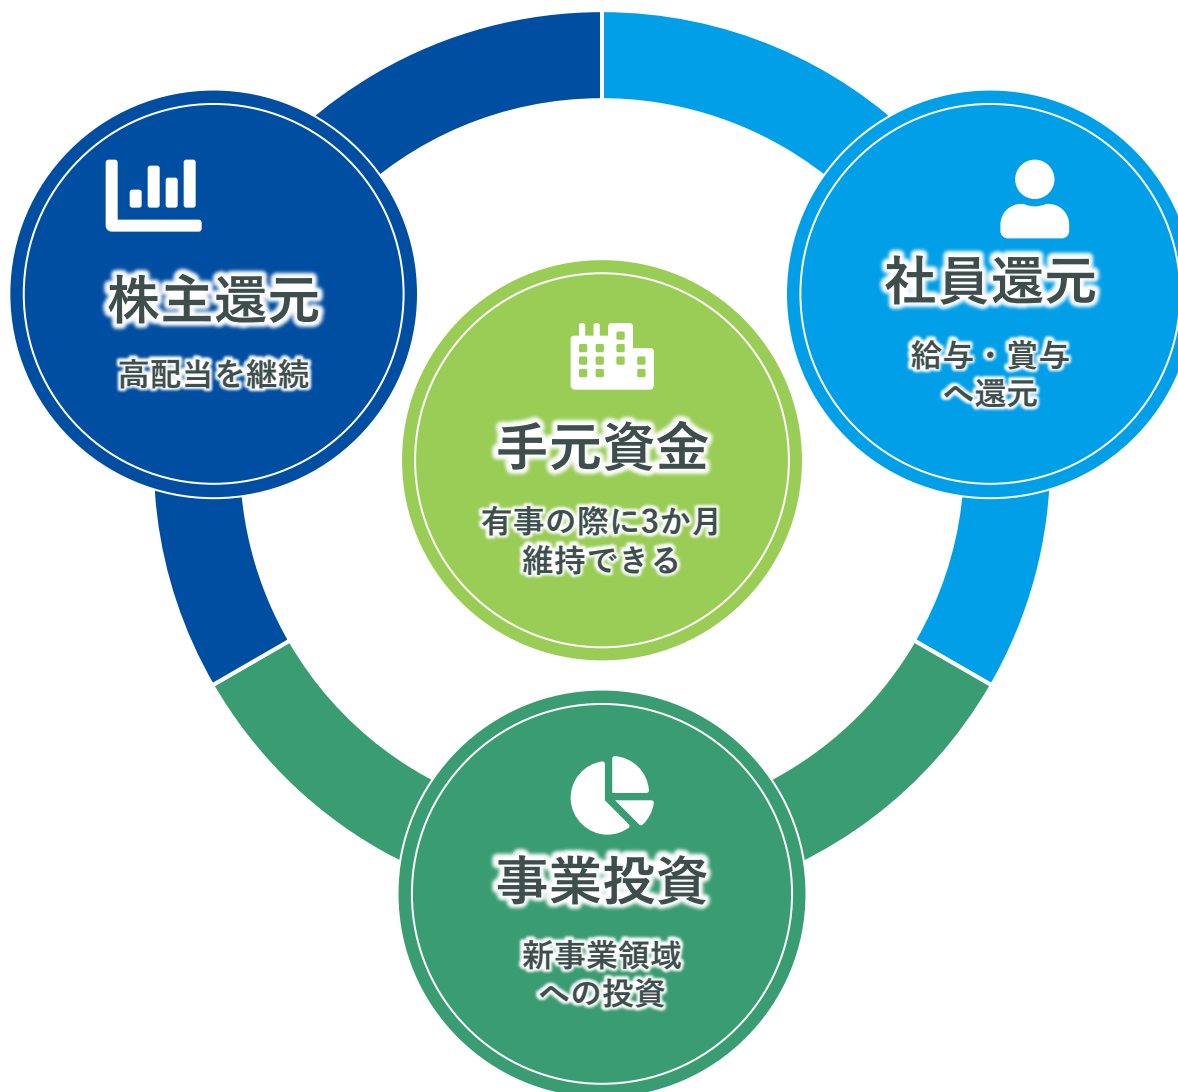 株主還元
高配当を継続
社員還元
給与・賞与
へ還元
手元資金
有事の際に3か月
維持できる
事業投資
新事業領域
への投資